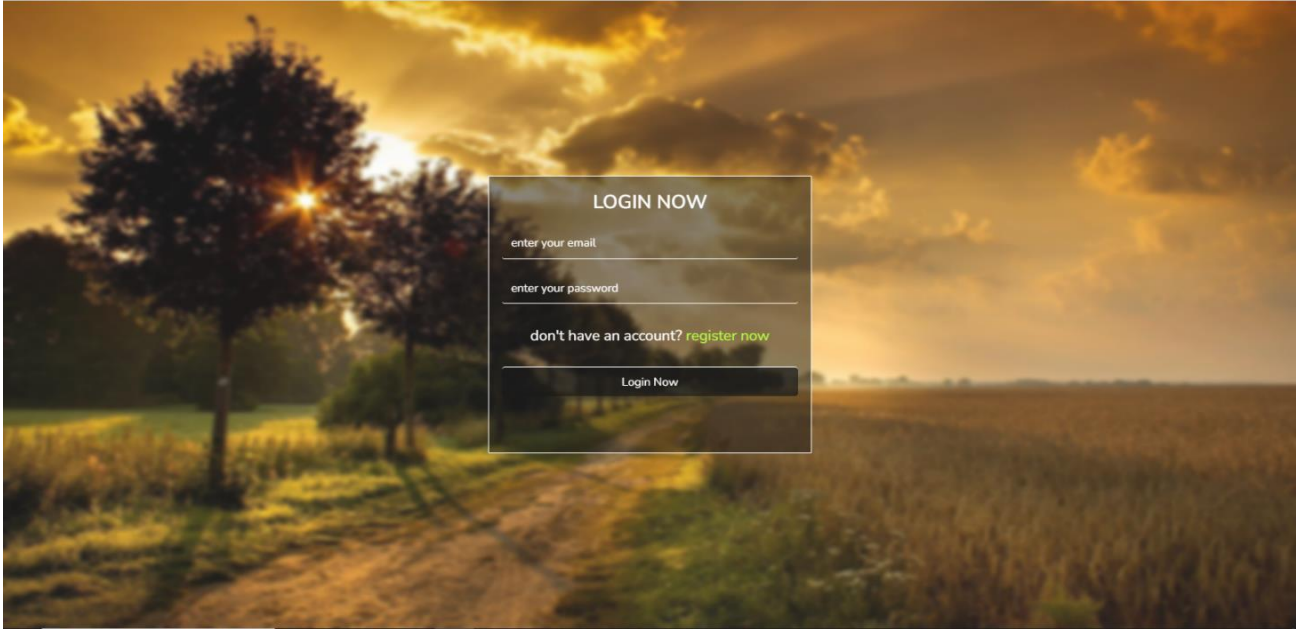 LOGIN NOW
enter your email
enter your password
don't have an account? register now
Login Now